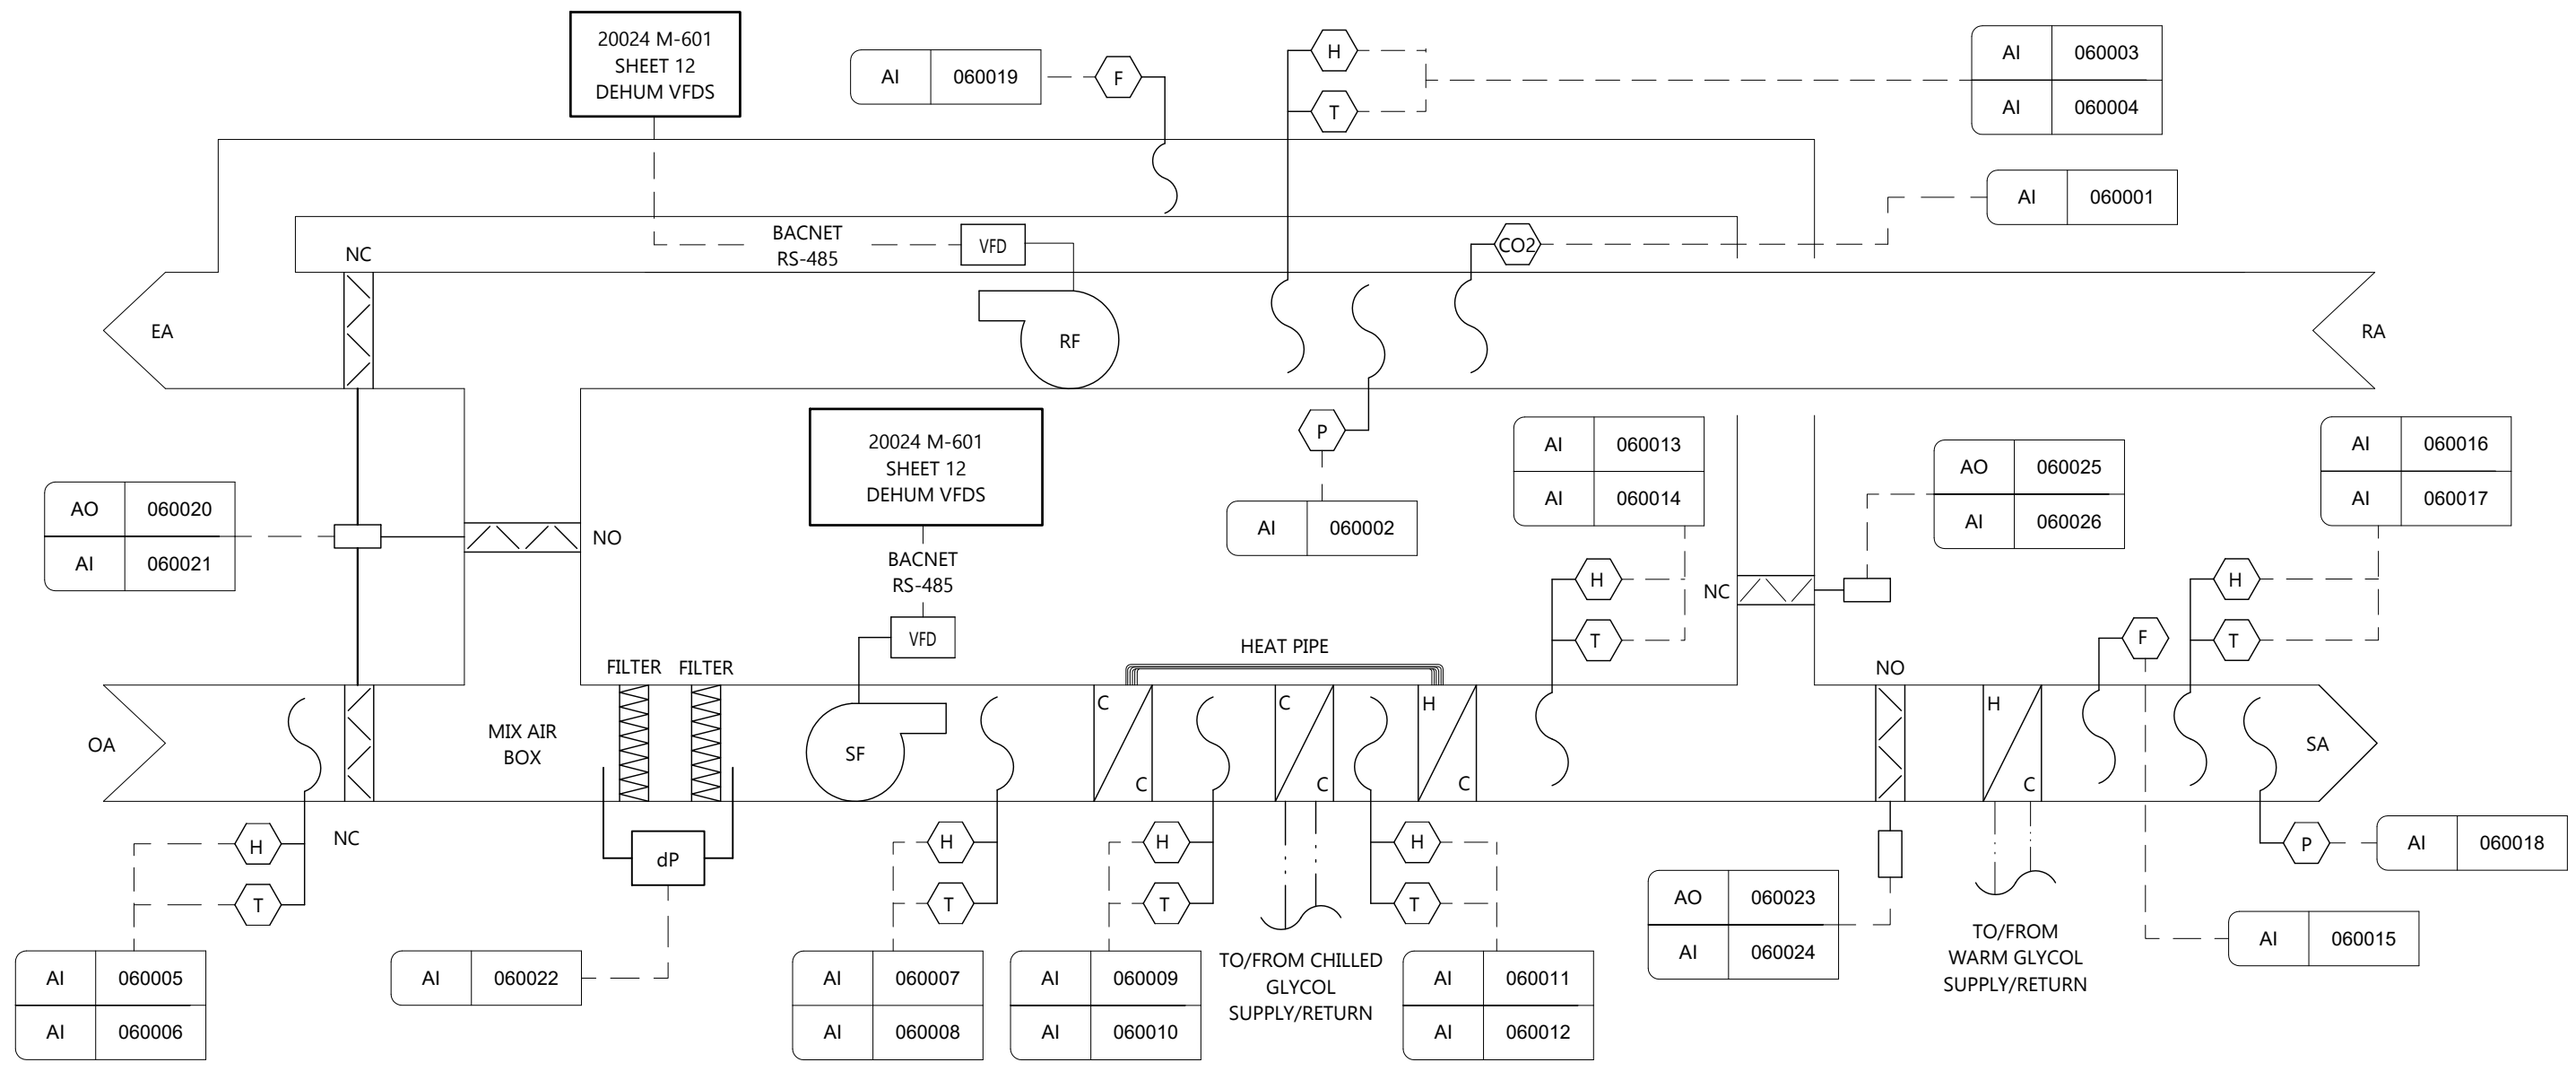 20024 M-601
SHEET 12
DEHUM VFDS
AI 060019
F
H
T
AI 060003
AI 060004
AI 060001
CO2
BACNET
RS-485
VFD
NC
EA
RF
RA
20024 M-601
SHEET 12
DEHUM VFDS
P
AI 060002
AI 060013
AI 060014
AO 060025
AI 060026
AI 060016
AI 060017
AO 060020
AI 060021
NO
BACNET
RS-485
VFD
H
T
NC
H
T
F
HEAT PIPE
FILTER FILTER
NO
OA
MIX AIR
BOX
SF
C
C
C
C
H
C
H
C
SA
H
T
NC
dP
H
T
H
T
H
T
P
AI 060018
AO 060023
AI 060024
AI 060015
TO/FROM
WARM GLYCOL
SUPPLY/RETURN
AI 060005
AI 060006
AI 060022
AI 060007
AI 060008
AI 060009
AI 060010
TO/FROM CHILLED
GLYCOL
SUPPLY/RETURN
AI 060011
AI 060012